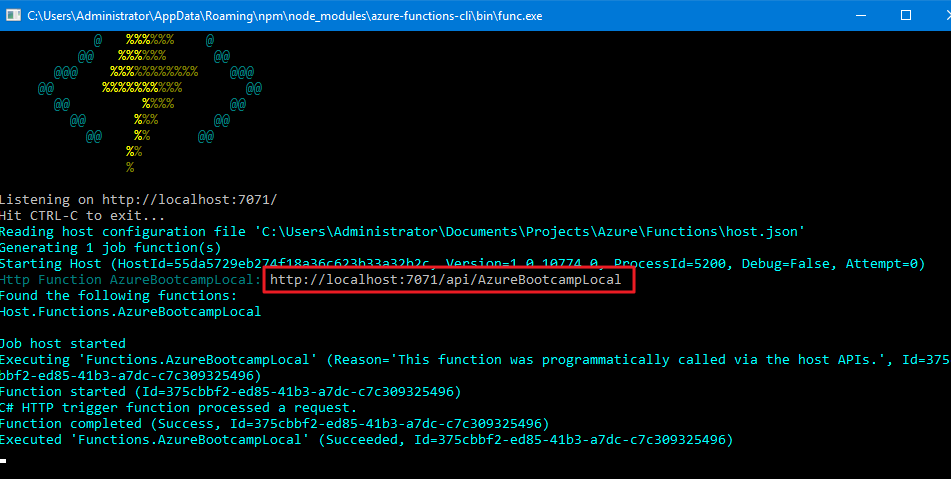 C:\Users\Administrator\AppData\Roaming\npm\node_modules\azure-functions-cli\bin\func.exe
@ %%%%%% @
@@ %%%%%% @@
@@@ %%%%%%%%%%% @@@
@@ %%%%%%%%%% @@
@@ %%%% @@
@@ %%% @@
@@ %% @@
%%
%
Listening on http://localhost:7071/
Hit CTRL-C to exit...
Reading host configuration file 'C:\Users\Administrator\Documents\Projects\Azure\Functions\host.json'
Generating 1 job function(s)
Starting Host (HostId=55da5729eb274f18a36c623b33a32b2c, Version=1.0.10774.0, ProcessId=5200, Debug=False, Attempt=0)
Http Function AzureBootcampLocal: http://localhost:7071/api/AzureBootcampLocal
Found the following functions:
Host.Functions.AzureBootcampLocal
Job host started
Executing 'Functions.AzureBootcampLocal' (Reason='This function was programmatically called via the host APIs.', Id=375
bbf2-ed85-41b3-a7dc-c7c309325496)
Function started (Id=375cbbf2-ed85-41b3-a7dc-c7c309325496)
C# HTTP trigger function processed a request.
Function completed (Success, Id=375cbbf2-ed85-41b3-a7dc-c7c309325496)
Executed 'Functions.AzureBootcampLocal' (Succeeded, Id=375cbbf2-ed85-41b3-a7dc-c7c309325496)